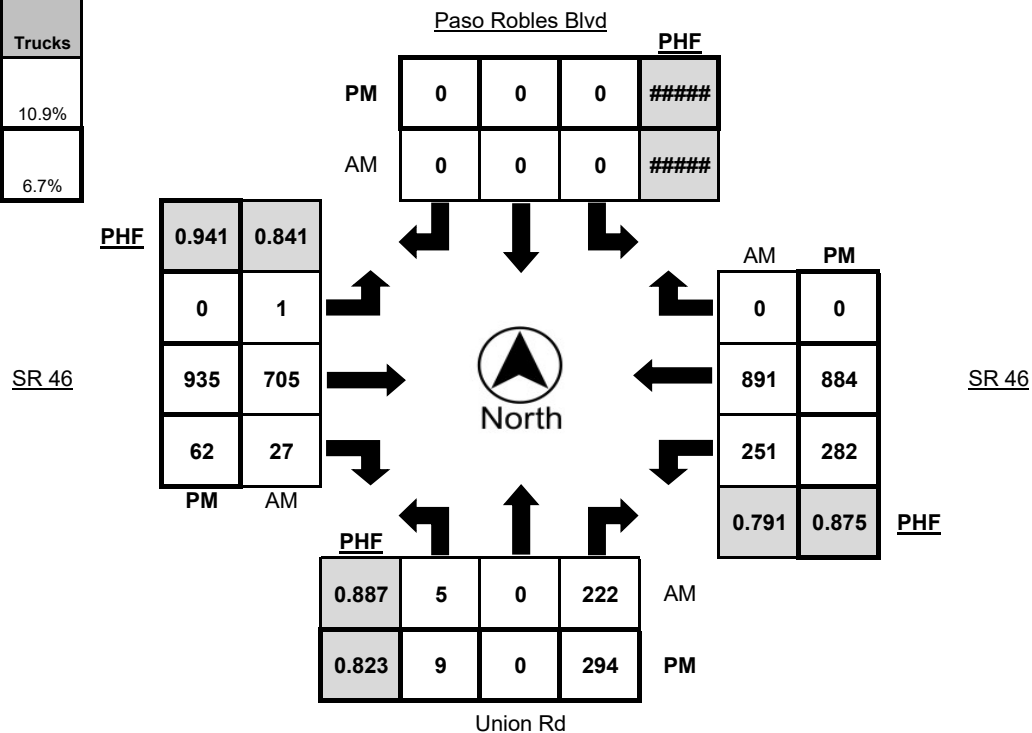 Trucks
10.9%
6.7%
Paso Robles Blvd
PHF
PM 0 0 0 #####
AM 0 0 0 #####
PHF 0.941 0.841
0 1
SR 46 935 705
62 27
PM AM
North
AM PM
0 0
891 884 SR 46
251 282
0.791 0.875 PHF
PHF
0.887 5 0 222 AM
0.823 9 0 294 PM
Union Rd